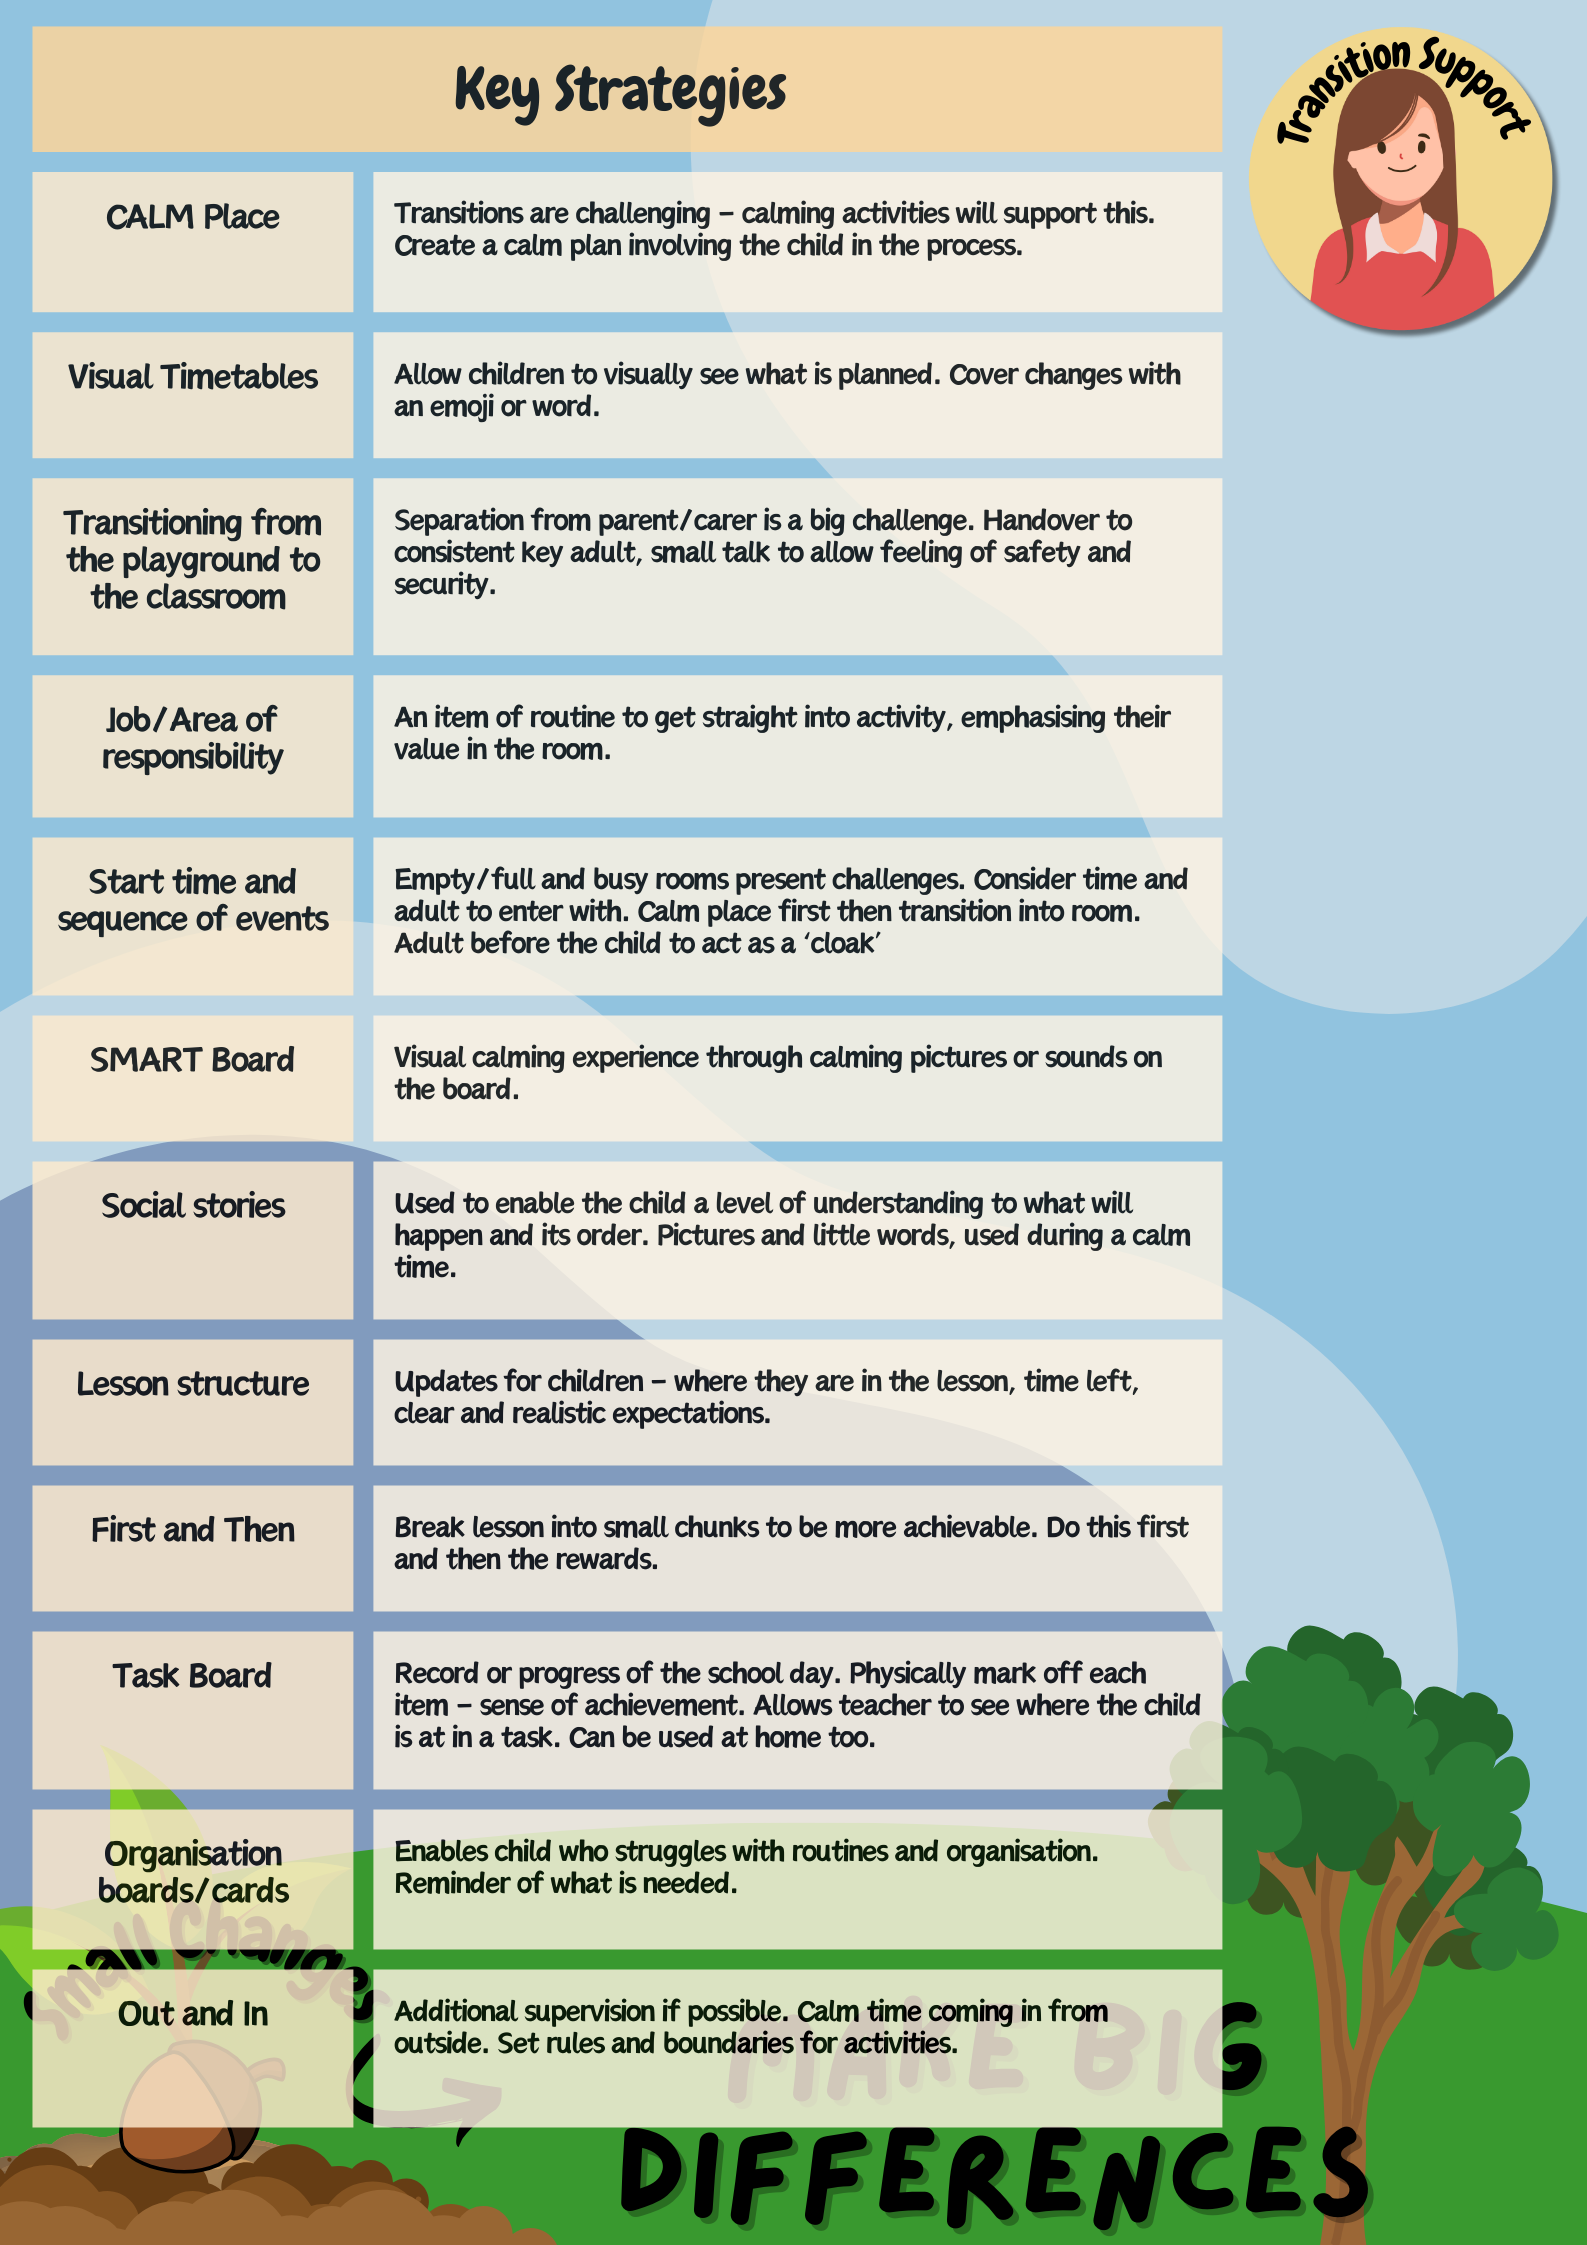 Key Strategies
Transition Support
CALM Place
Transitions are challenging – calming activities will support this.
Create a calm plan involving the child in the process.
Visual Timetables
Allow children to visually see what is planned. Cover changes with
an emoji or word.
Transitioning from
the playground to
the classroom
Separation from parent/carer is a big challenge. Handover to
consistent key adult, small talk to allow feeling of safety and
security.
Job/Area of
responsibility
An item of routine to get straight into activity, emphasising their
value in the room.
Start time and
sequence of events
Empty/full and busy rooms present challenges. Consider time and
adult to enter with. Calm place first then transition into room.
Adult before the child to act as a ‘cloak’
SMART Board
Visual calming experience through calming pictures or sounds on
the board.
Social stories
Used to enable the child a level of understanding to what will
happen and its order. Pictures and little words, used during a calm
time.
Lesson structure
Updates for children – where they are in the lesson, time left,
clear and realistic expectations.
First and Then
Break lesson into small chunks to be more achievable. Do this first
and then the rewards.
Task Board
Record or progress of the school day. Physically mark off each
item – sense of achievement. Allows teacher to see where the child
is at in a task. Can be used at home too.
Organisation
boards/cards
Enables child who struggles with routines and organisation.
Reminder of what is needed.
Out and In
Additional supervision if possible. Calm time coming in from
outside. Set rules and boundaries for activities.
Small Changes
MAKE BIG
DIFFERENCES